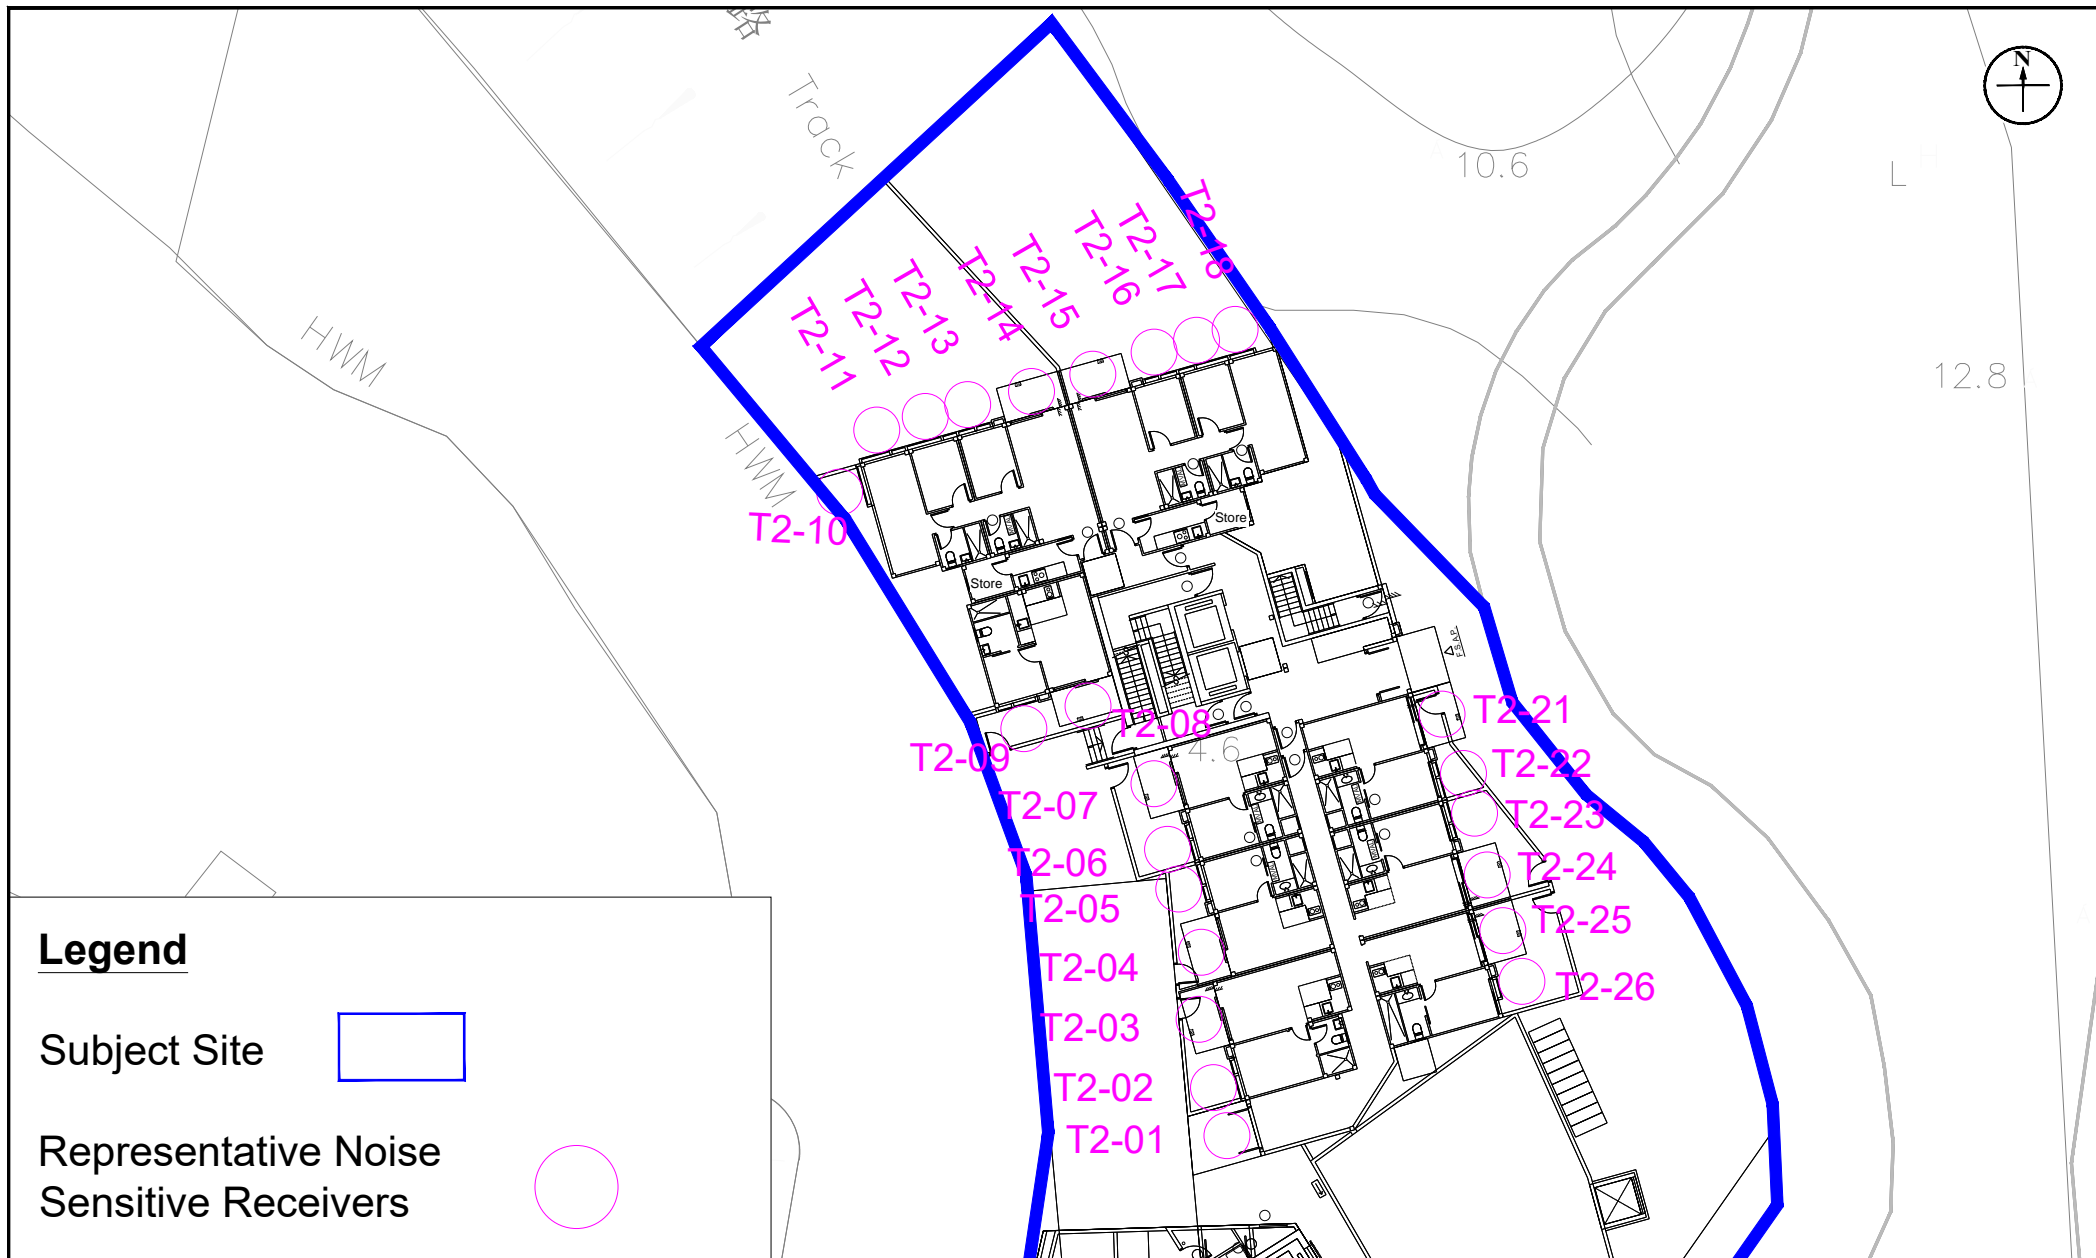 路
Track
N
10.6
L
12.8
HWM
HWM
T2-18
T2-17
T2-16
T2-15
T2-14
T2-13
T2-12
T2-11
T2-10
Store
Store
F.S.A.P.
T2-21
T2-08
T2-09
4.6
T2-22
T2-07
T2-23
T2-06
T2-24
T2-05
T2-25
T2-04
T2-26
T2-03
T2-02
T2-01
Legend
Subject Site
Representative Noise
Sensitive Receivers